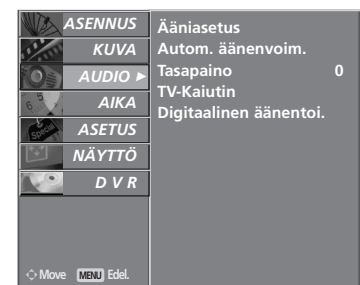 ASENNUS
KUVA
AUDIO ▶
AIKA
ASETUS
NÄYTTÖ
D V R
Ääniasetus
Autom. äänenvoim.
Tasapaino 0
TV-Kaiutin
Digitaalinen äänentoi.
Move MENU Edel.